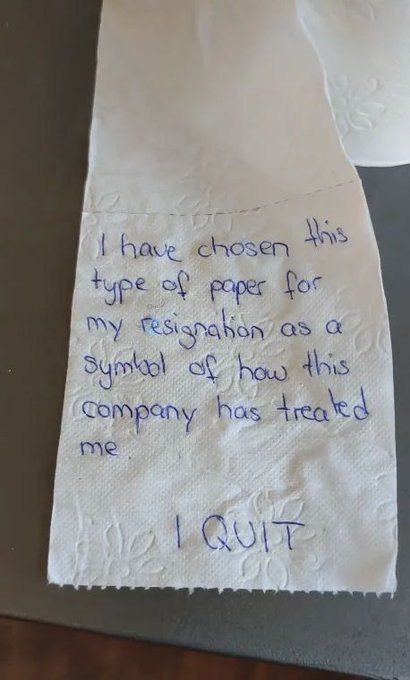 I have chosen this
type of paper for
my resignation as a
symbol of how this
company has treated
me.
I QUIT